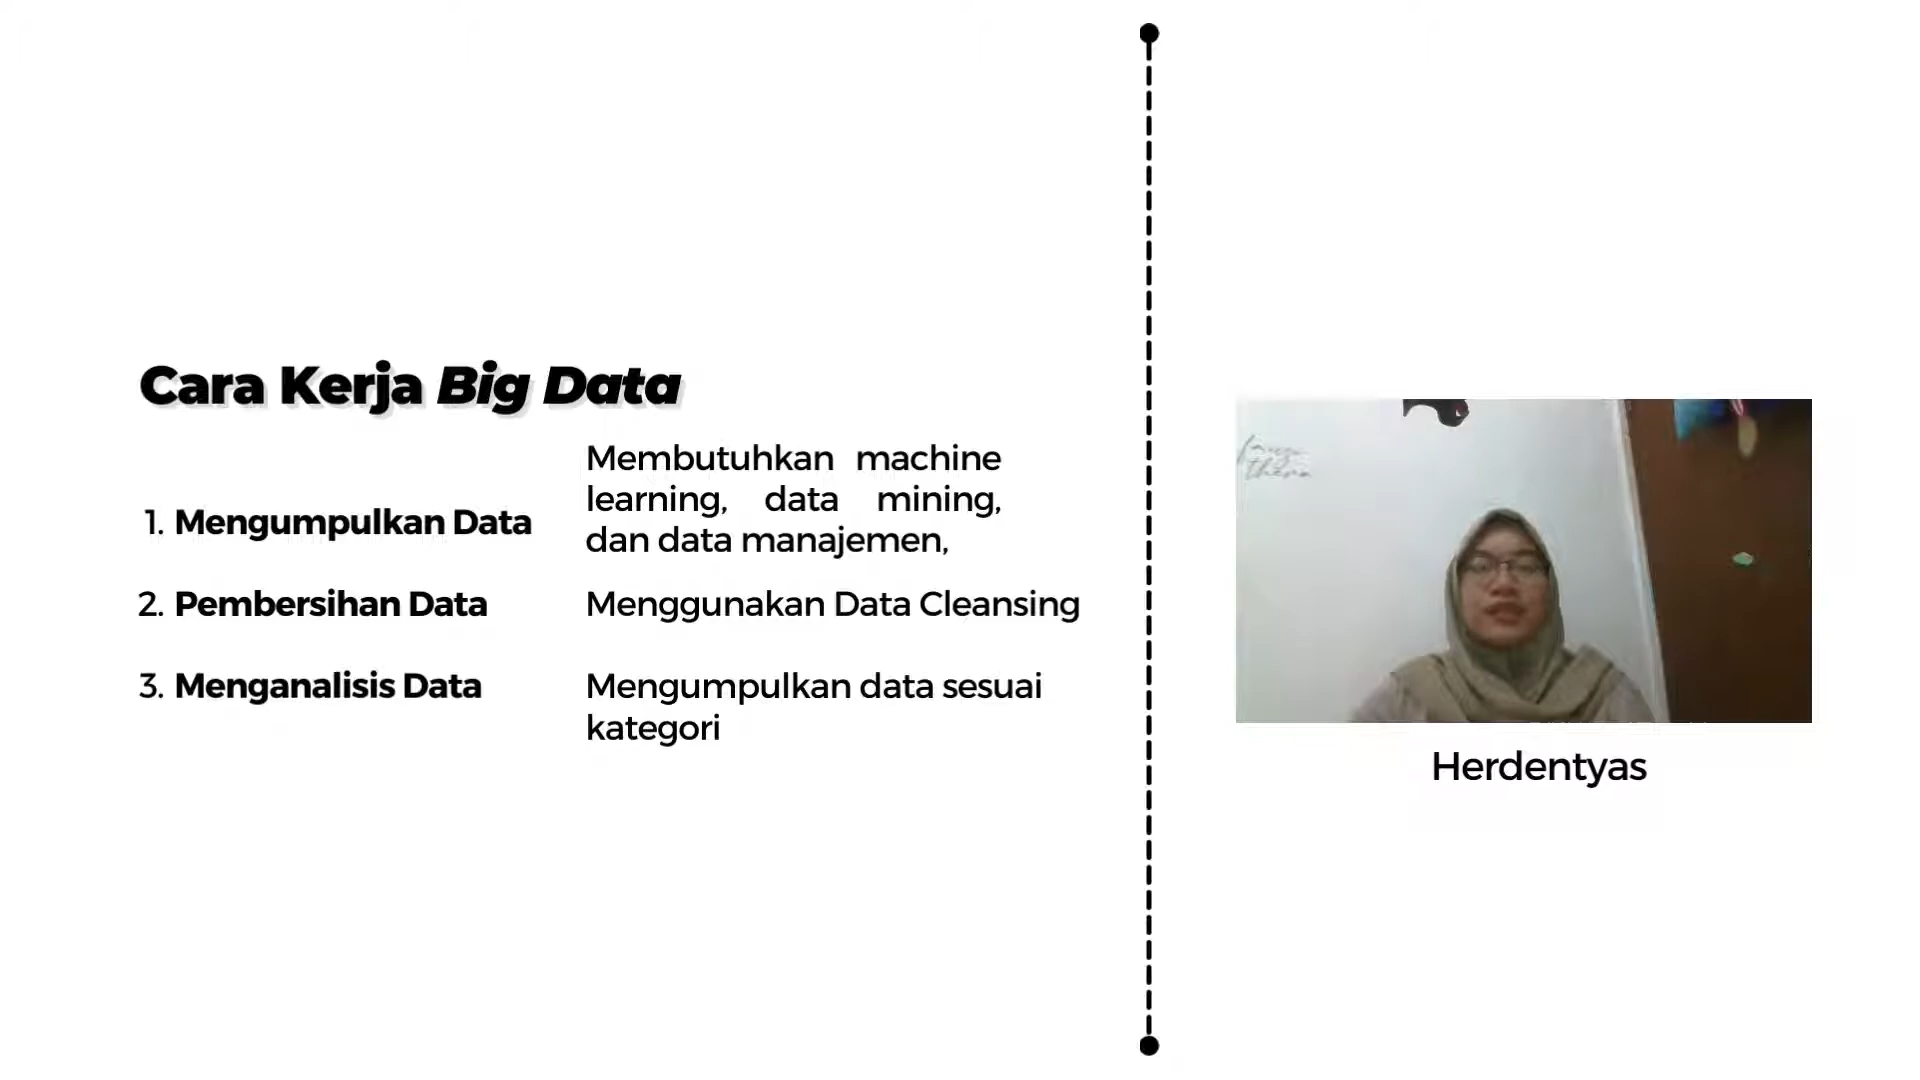 Cara Kerja Big Data
1. Mengumpulkan Data
Membutuhkan machine
learning, data mining,
dan data manajemen,
2. Pembersihan Data
Menggunakan Data Cleansing
3. Menganalisis Data
Mengumpulkan data sesuai
kategori
Herdentyas